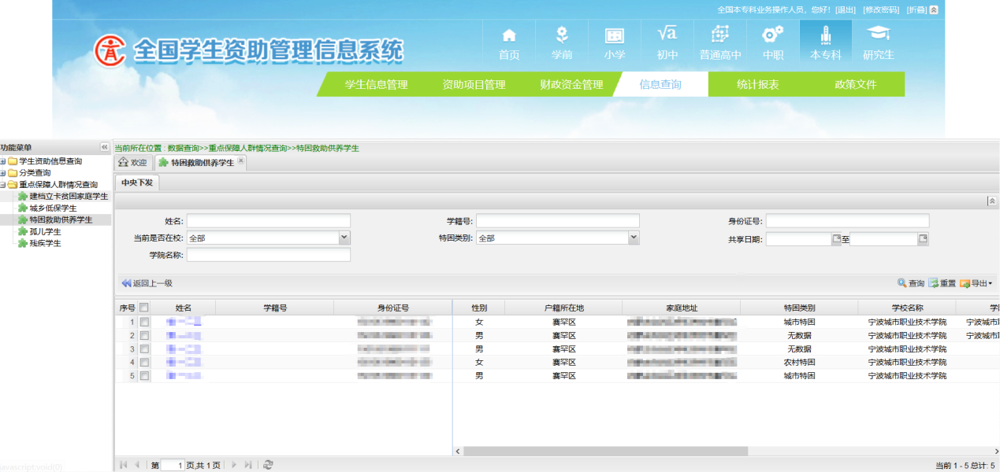 全国本专科业务操作人员，您好！ [退出] [修改密码] [折叠]
全国学生资助管理信息系统
首页 学前 小学 初中 普通高中 中职 本专科 研究生
学生信息管理 资助项目管理 财政资金管理 信息查询 统计报表 政策文件
功能菜单
学生资助信息查询
分类查询
重点保障人群情况查询
建档立卡贫困家庭学生
城乡低保学生
特困救助供养学生
孤儿学生
残疾学生
当前所在位置 : 数据查询>>重点保障人群情况查询>>特困救助供养学生
欢迎 特困救助供养学生
中央下发
姓名: 学籍号: 身份证号:
当前是否在校: 全部 特困类别: 全部 共享日期: 至
学院名称:
返回上一级 查询 重置 导出
序号 姓名 学籍号 身份证号 性别 户籍所在地 家庭地址 特困类别 学校名称
1 女 赛罕区 城市特困 宁波城市职业技术学院 宁波城市
2 男 赛罕区 无数据 宁波城市职业技术学院 宁波城市
3 男 赛罕区 无数据 宁波城市职业技术学院
4 女 赛罕区 农村特困 宁波城市职业技术学院
5 男 赛罕区 城市特困 宁波城市职业技术学院
第 1 页,共 1 页 当前 1 - 5 总计: 5
javascript:void(0)